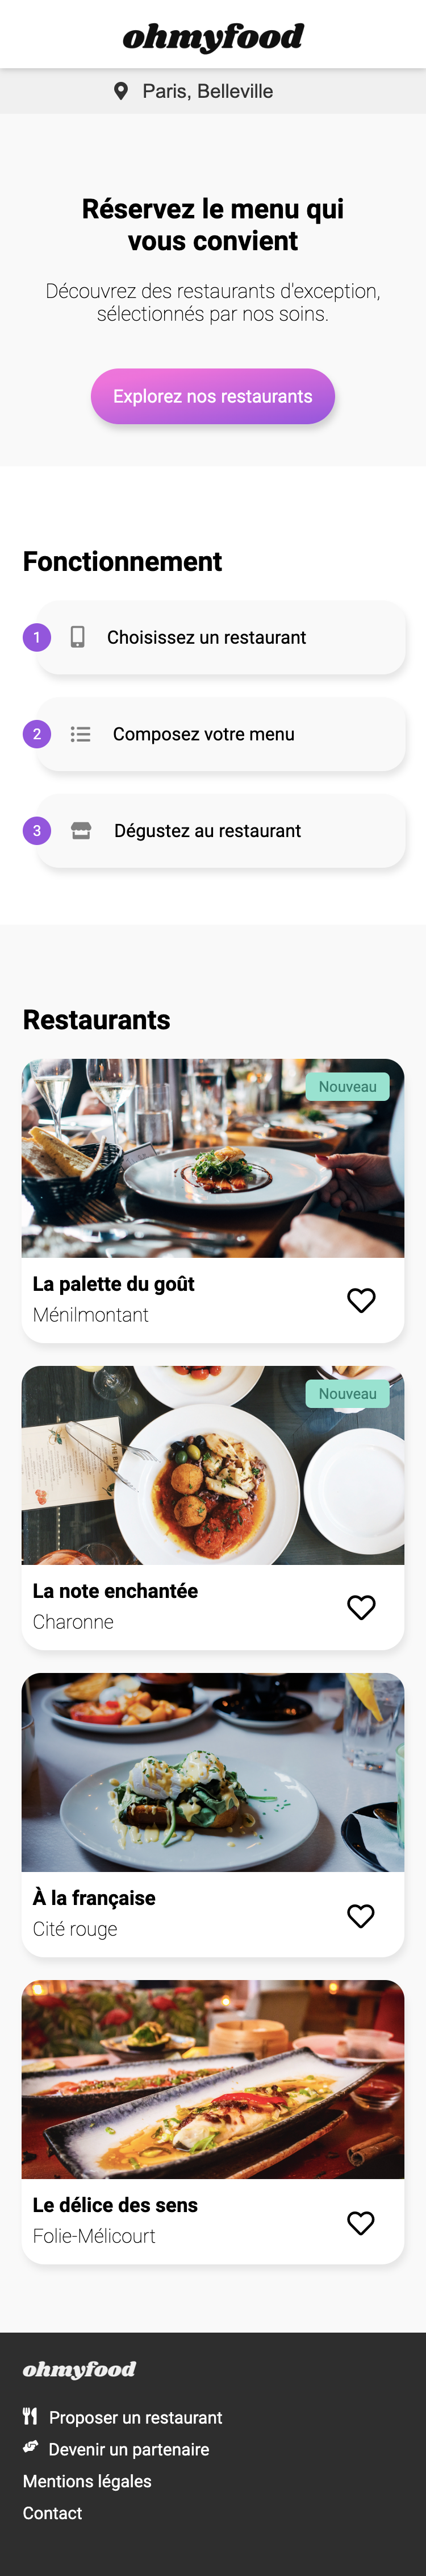 ohmyfood
Paris, Belleville
Réservez le menu qui
vous convient
Découvrez des restaurants d'exception,
sélectionnés par nos soins.
Explorez nos restaurants
Fonctionnement
1 Choisissez un restaurant
2 Composez votre menu
3 Dégustez au restaurant
Restaurants
Nouveau
La palette du goût
Ménilmontant
Nouveau
La note enchantée
Charonne
À la française
Cité rouge
Le délice des sens
Folie-Mélicourt
ohmyfood
Proposer un restaurant
Devenir un partenaire
Mentions légales
Contact